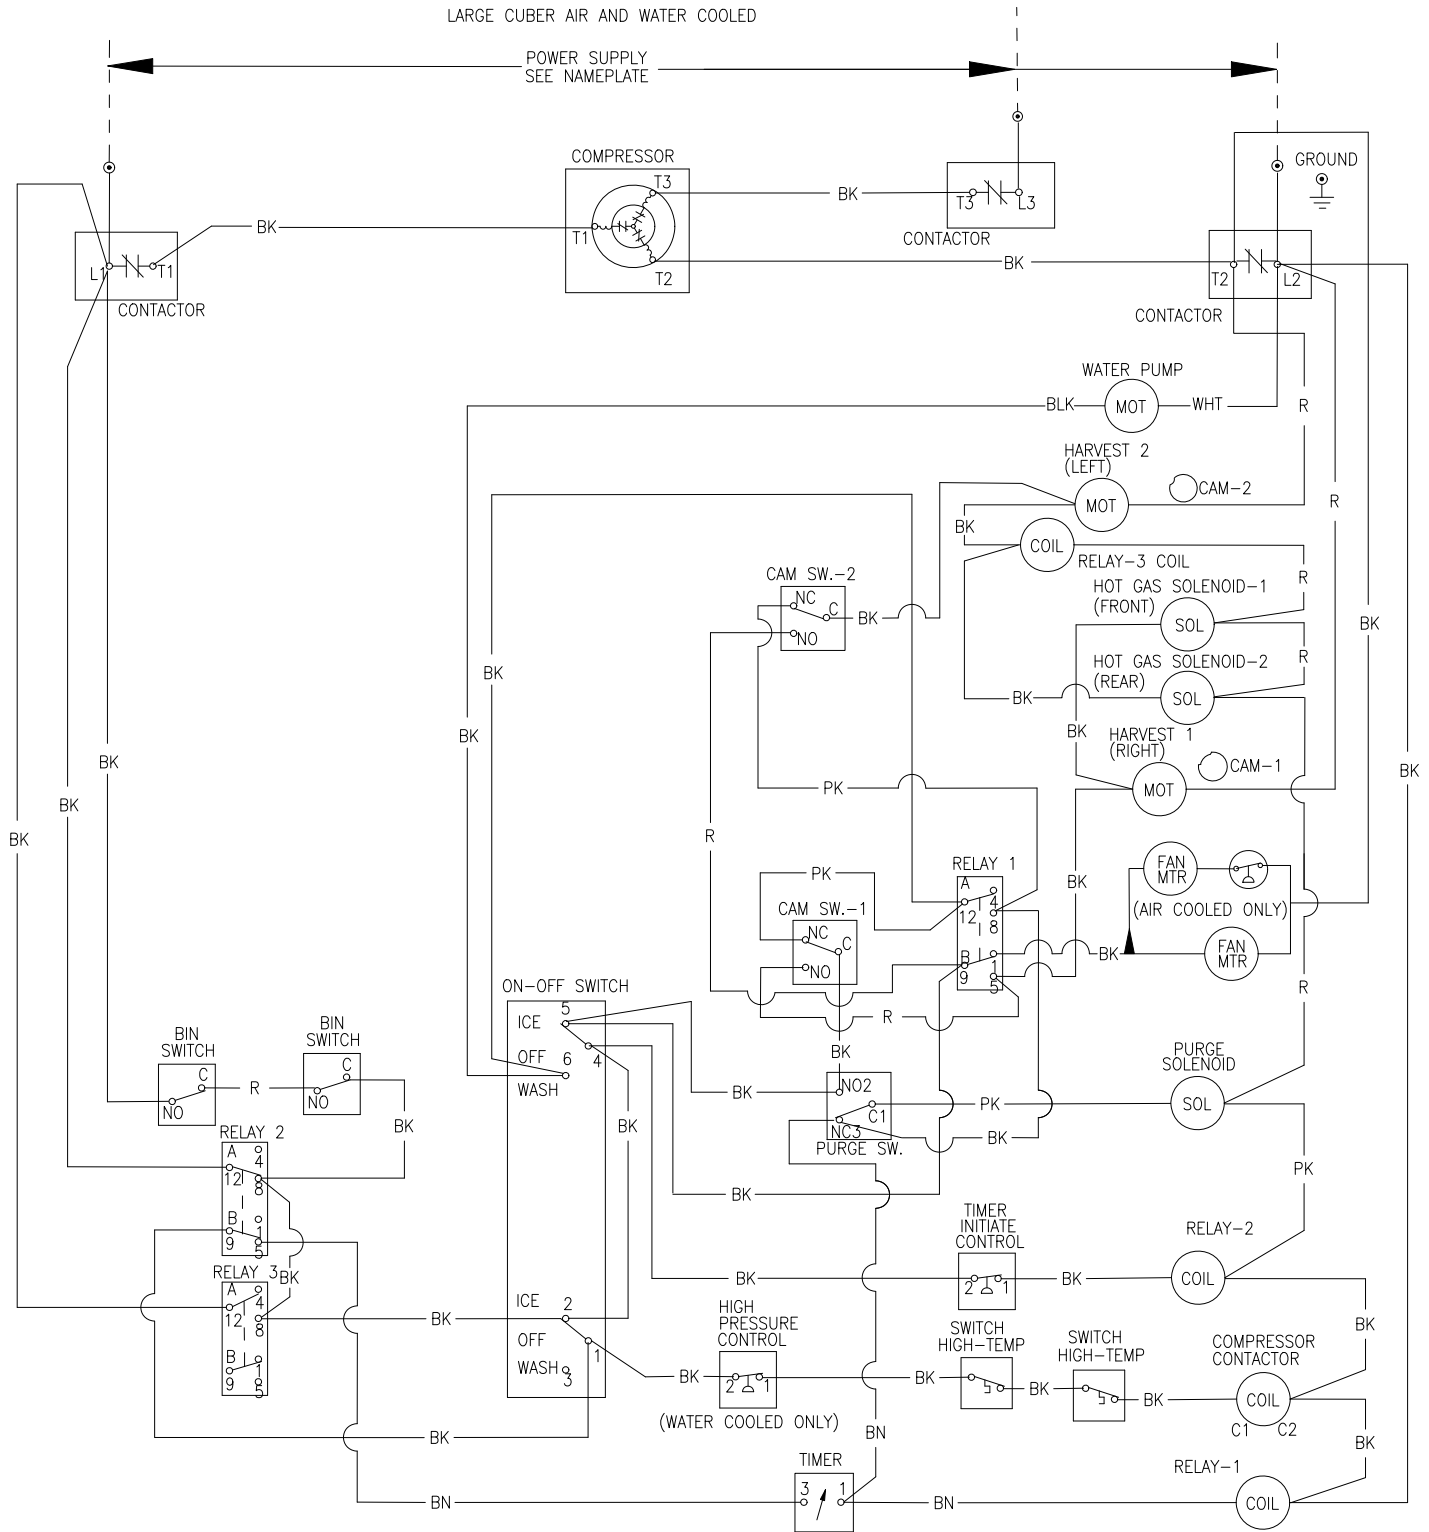 LARGE CUBER AIR AND WATER COOLED
POWER SUPPLY
SEE NAMEPLATE
COMPRESSOR
GROUND
T3
BK
T3
L3
T1
BK
CONTACTOR
L1
T1
T2
BK
T2
L2
CONTACTOR
CONTACTOR
WATER PUMP
BLK
MOT
WHT
R
HARVEST 2
(LEFT)
MOT
CAM-2
R
BK
COIL
RELAY-3 COIL
CAM SW.-2
NC
C
BK
NO
HOT GAS SOLENOID-1
(FRONT)
SOL
R
BK
HOT GAS SOLENOID-2
(REAR)
R
BK
SOL
BK
BK
BK
HARVEST 1
(RIGHT)
BK
CAM-1
MOT
BK
BK
BK
BK
PK
R
RELAY 1
FAN
MTR
(AIR COOLED ONLY)
FAN
MTR
PK
A
4
12
8
B
1
9
5
BK
BK
CAM SW.-1
NC
C
NO
R
R
ON-OFF SWITCH
ICE
5
OFF
6
4
WASH
BK
BIN
SWITCH
BIN
SWITCH
C
NO
R
C
NO
BK
BK
BK
NO2
C1
NC3
PURGE SW.
PK
BK
PURGE
SOLENOID
SOL
PK
RELAY 2
A
4
12
8
B
1
9
5
BK
TIMER
INITIATE
CONTROL
RELAY-2
BK
2
1
BK
COIL
RELAY 3
BK
A
4
12
8
B
1
9
5
BK
ICE
2
OFF
1
WASH
3
HIGH
PRESSURE
CONTROL
BK
2
1
(WATER COOLED ONLY)
BK
SWITCH
HIGH-TEMP
BK
SWITCH
HIGH-TEMP
BK
COMPRESSOR
CONTACTOR
COIL
C1
C2
BK
BK
BK
BN
TIMER
3
1
BN
BN
RELAY-1
COIL